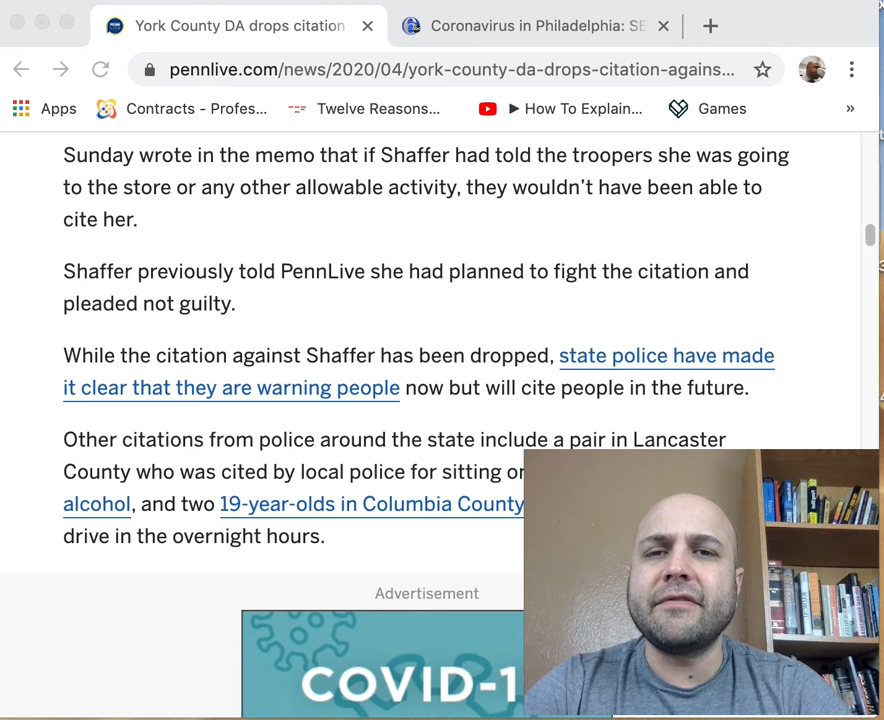 York County DA drops citation
Coronavirus in Philadelphia: SE
pennlive.com/news/2020/04/york-county-da-drops-citation-agains...
Apps
Contracts - Profes...
Twelve Reasons...
How To Explain...
Games
»
Sunday wrote in the memo that if Shaffer had told the troopers she was going
to the store or any other allowable activity, they wouldn’t have been able to
cite her.
Shaffer previously told PennLive she had planned to fight the citation and
pleaded not guilty.
While the citation against Shaffer has been dropped, state police have made
it clear that they are warning people now but will cite people in the future.
Other citations from police around the state include a pair in Lancaster
County who was cited by local police for sitting or
alcohol, and two 19-year-olds in Columbia County
drive in the overnight hours.
Advertisement
COVID-1